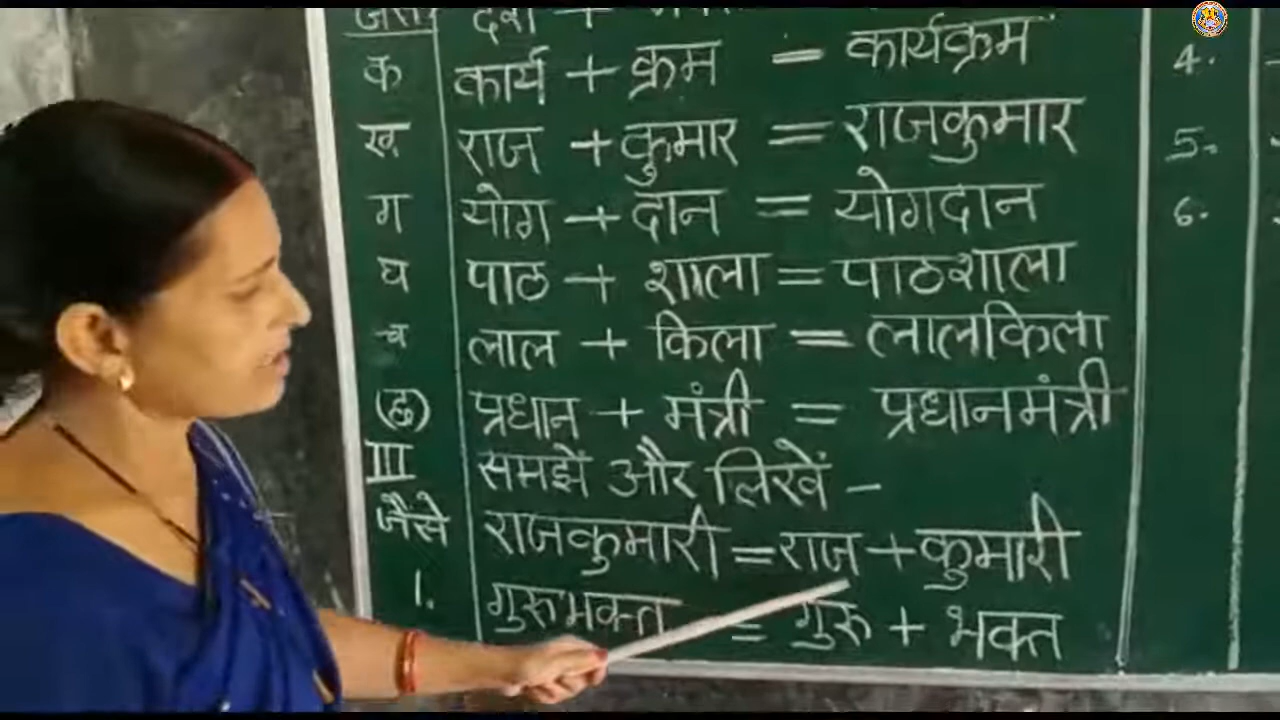 जैसे देश +
क कार्य + क्रम - कार्यक्रम
ख राज + कुमार = राजकुमार
ग योग + दान = योगदान
घ पाठ + शाला = पाठशाला
च लाल + किला = लालकिला
(छ) प्रधान + मंत्री = प्रधानमंत्री
III समझें और लिखें -
जैसे राजकुमारी = राज + कुमारी
1. गुरुभक्त = गुरु + भक्त
4.
5.
6.